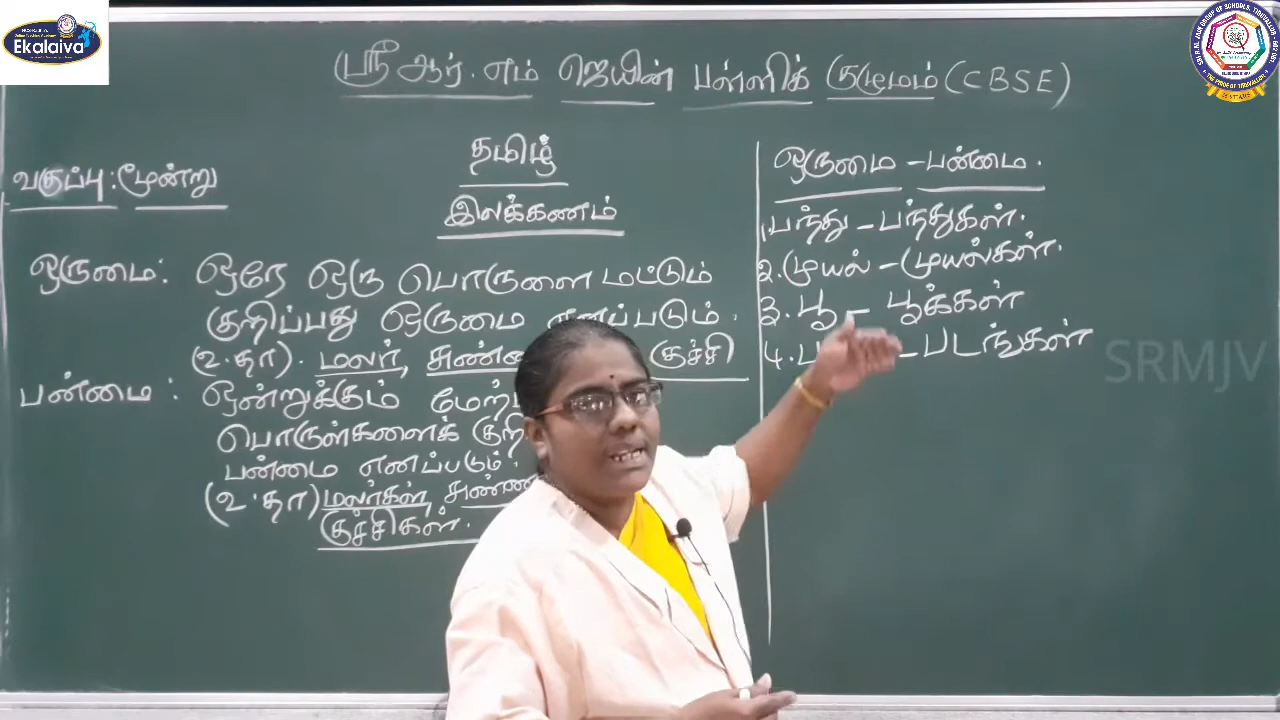 Ekalaiva
ஸ்ரீ ஆர்.எம் ஜெயின் பள்ளிக் குழுமம் (CBSE)
தமிழ்
வகுப்பு : மூன்று
இலக்கணம்
ஒருமை : ஒரே ஒரு பொருளை மட்டும்
குறிப்பது ஒருமை எனப்படும்.
(உ.தா). மலர், குச்சி
பன்மை : ஒன்றுக்கும்
பொருள்களைக்
பன்மை எனப்படும்.
(உ.தா) மலர்கள்,
குச்சிகள்.
ஒருமை - பன்மை.
1. பந்து - பந்துகள்.
2. முயல் - முயல்கள்.
3. பூ - பூக்கள்
4. - படங்கள்
SRMJV